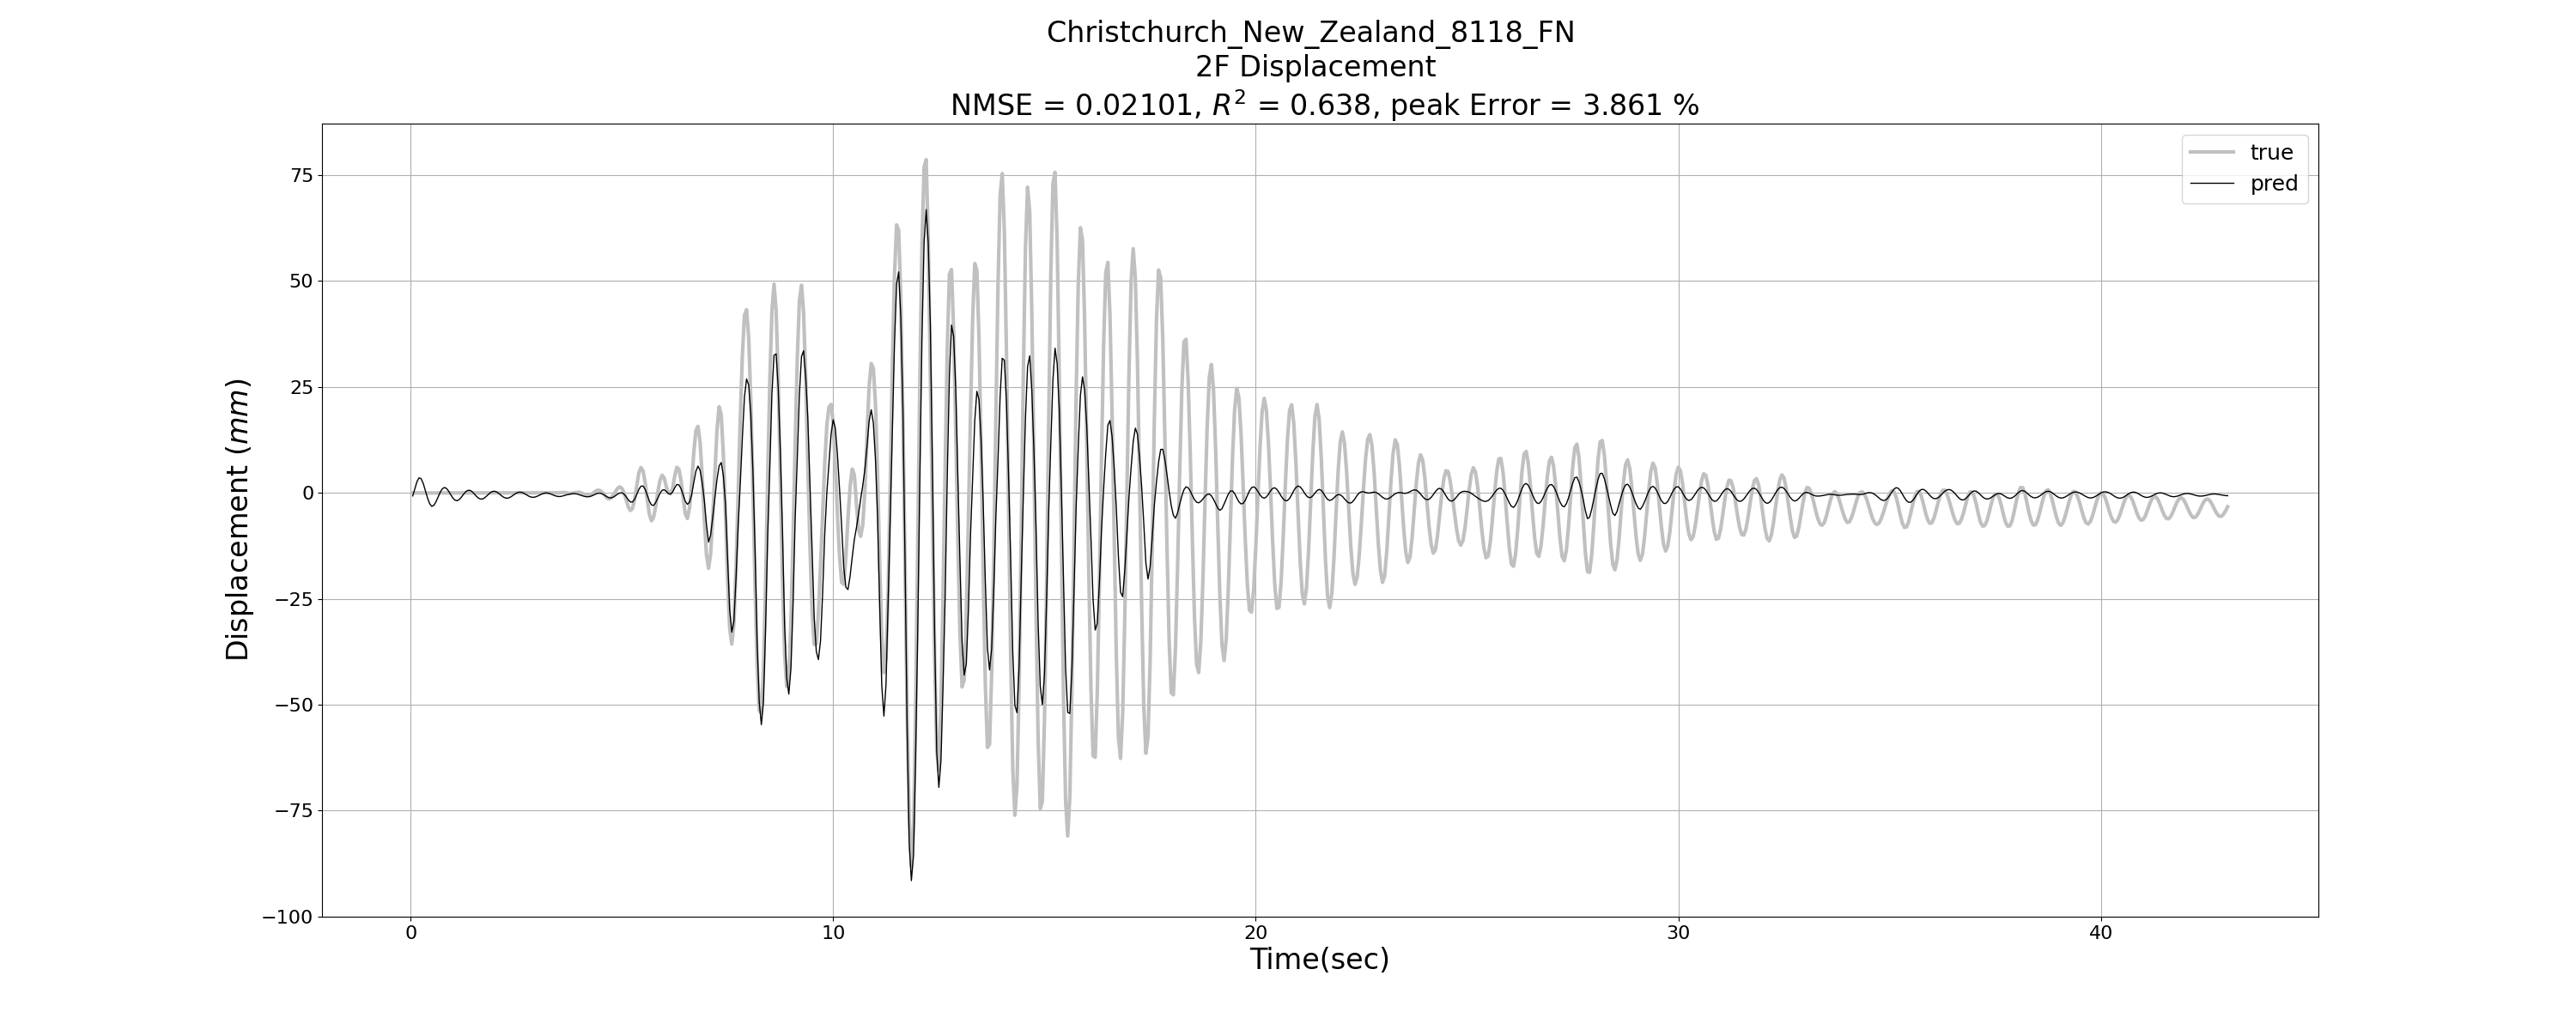 Christchurch_New_Zealand_8118_FN
2F Displacement
NMSE = 0.02101, R² = 0.638, peak Error = 3.861 %
true
pred
Displacement (mm)
75
50
25
0
−25
−50
−75
−100
0 10 20 30 40
Time(sec)